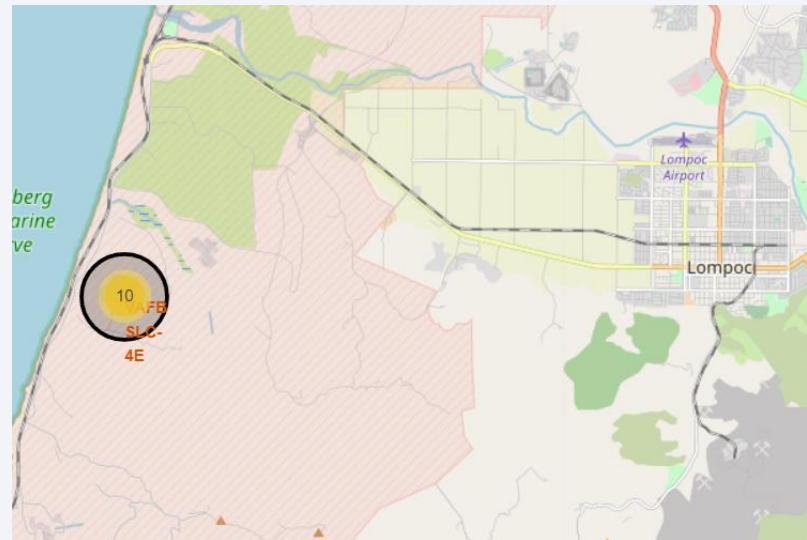 berg
arine
rve
10
VAFB
SLC-
4E
Lompoc
Airport
Lompoc